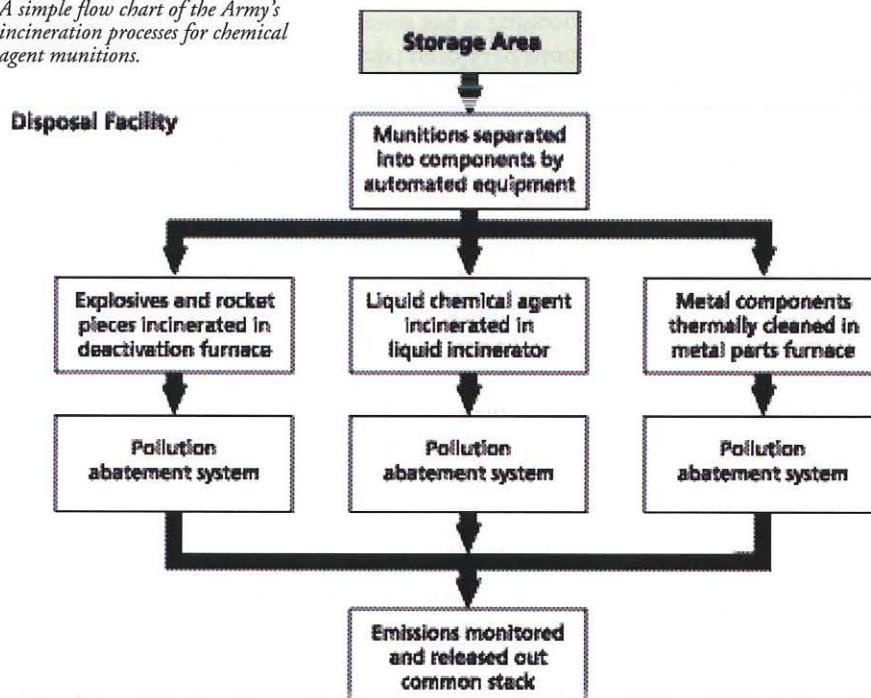 A simple flow chart of the Army's
incineration processes for chemical
agent munitions.
Storage Area
Disposal Facility
Munitions separated
into components by
automated equipment
Explosives and rocket
pieces incinerated in
deactivation furnace
Liquid chemical agent
incinerated in
liquid incinerator
Metal components
thermally cleaned in
metal parts furnace
Pollution
abatement system
Pollution
abatement system
Pollution
abatement system
Emissions monitored
and released out
common stack